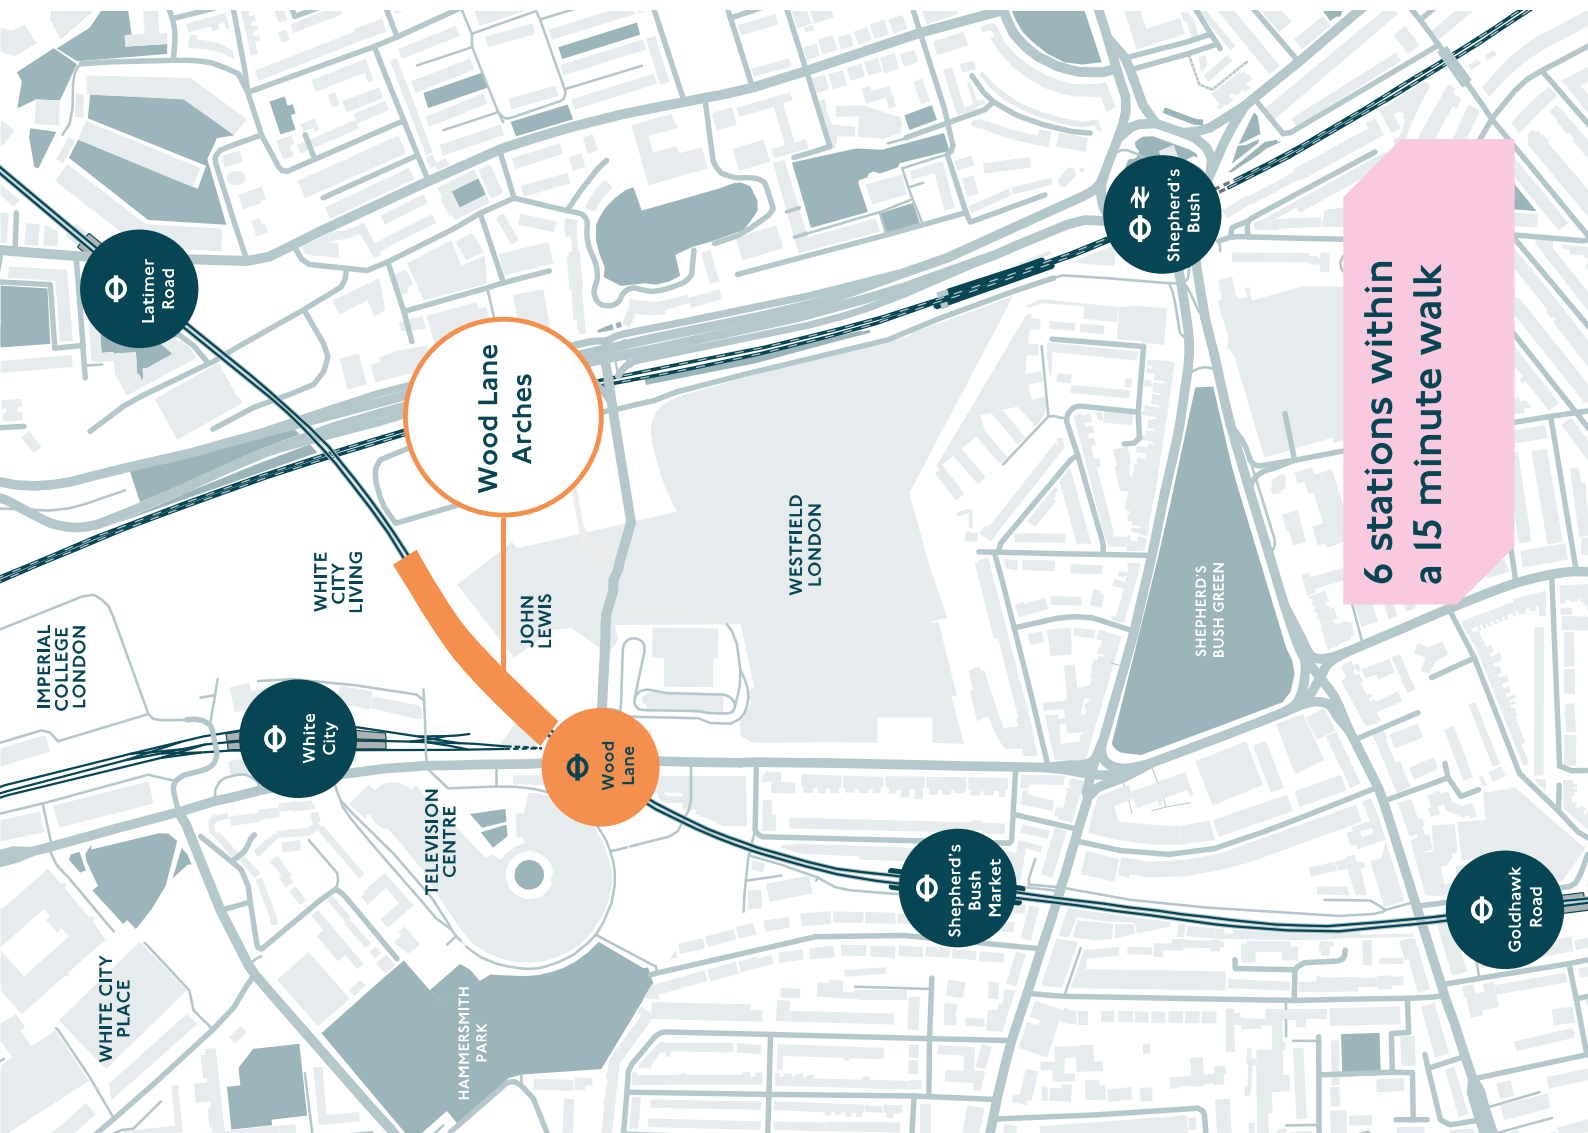 IMPERIAL
COLLEGE
LONDON
WHITE CITY
PLACE
Latimer
Road
White
City
WHITE
CITY
LIVING
TELEVISION
CENTRE
HAMMERSMITH
PARK
Wood Lane
Arches
JOHN
LEWIS
Wood
Lane
WESTFIELD
LONDON
Shepherd's
Bush
Market
Shepherd's
Bush
SHEPHERD'S
BUSH GREEN
6 stations within
a 15 minute walk
Goldhawk
Road